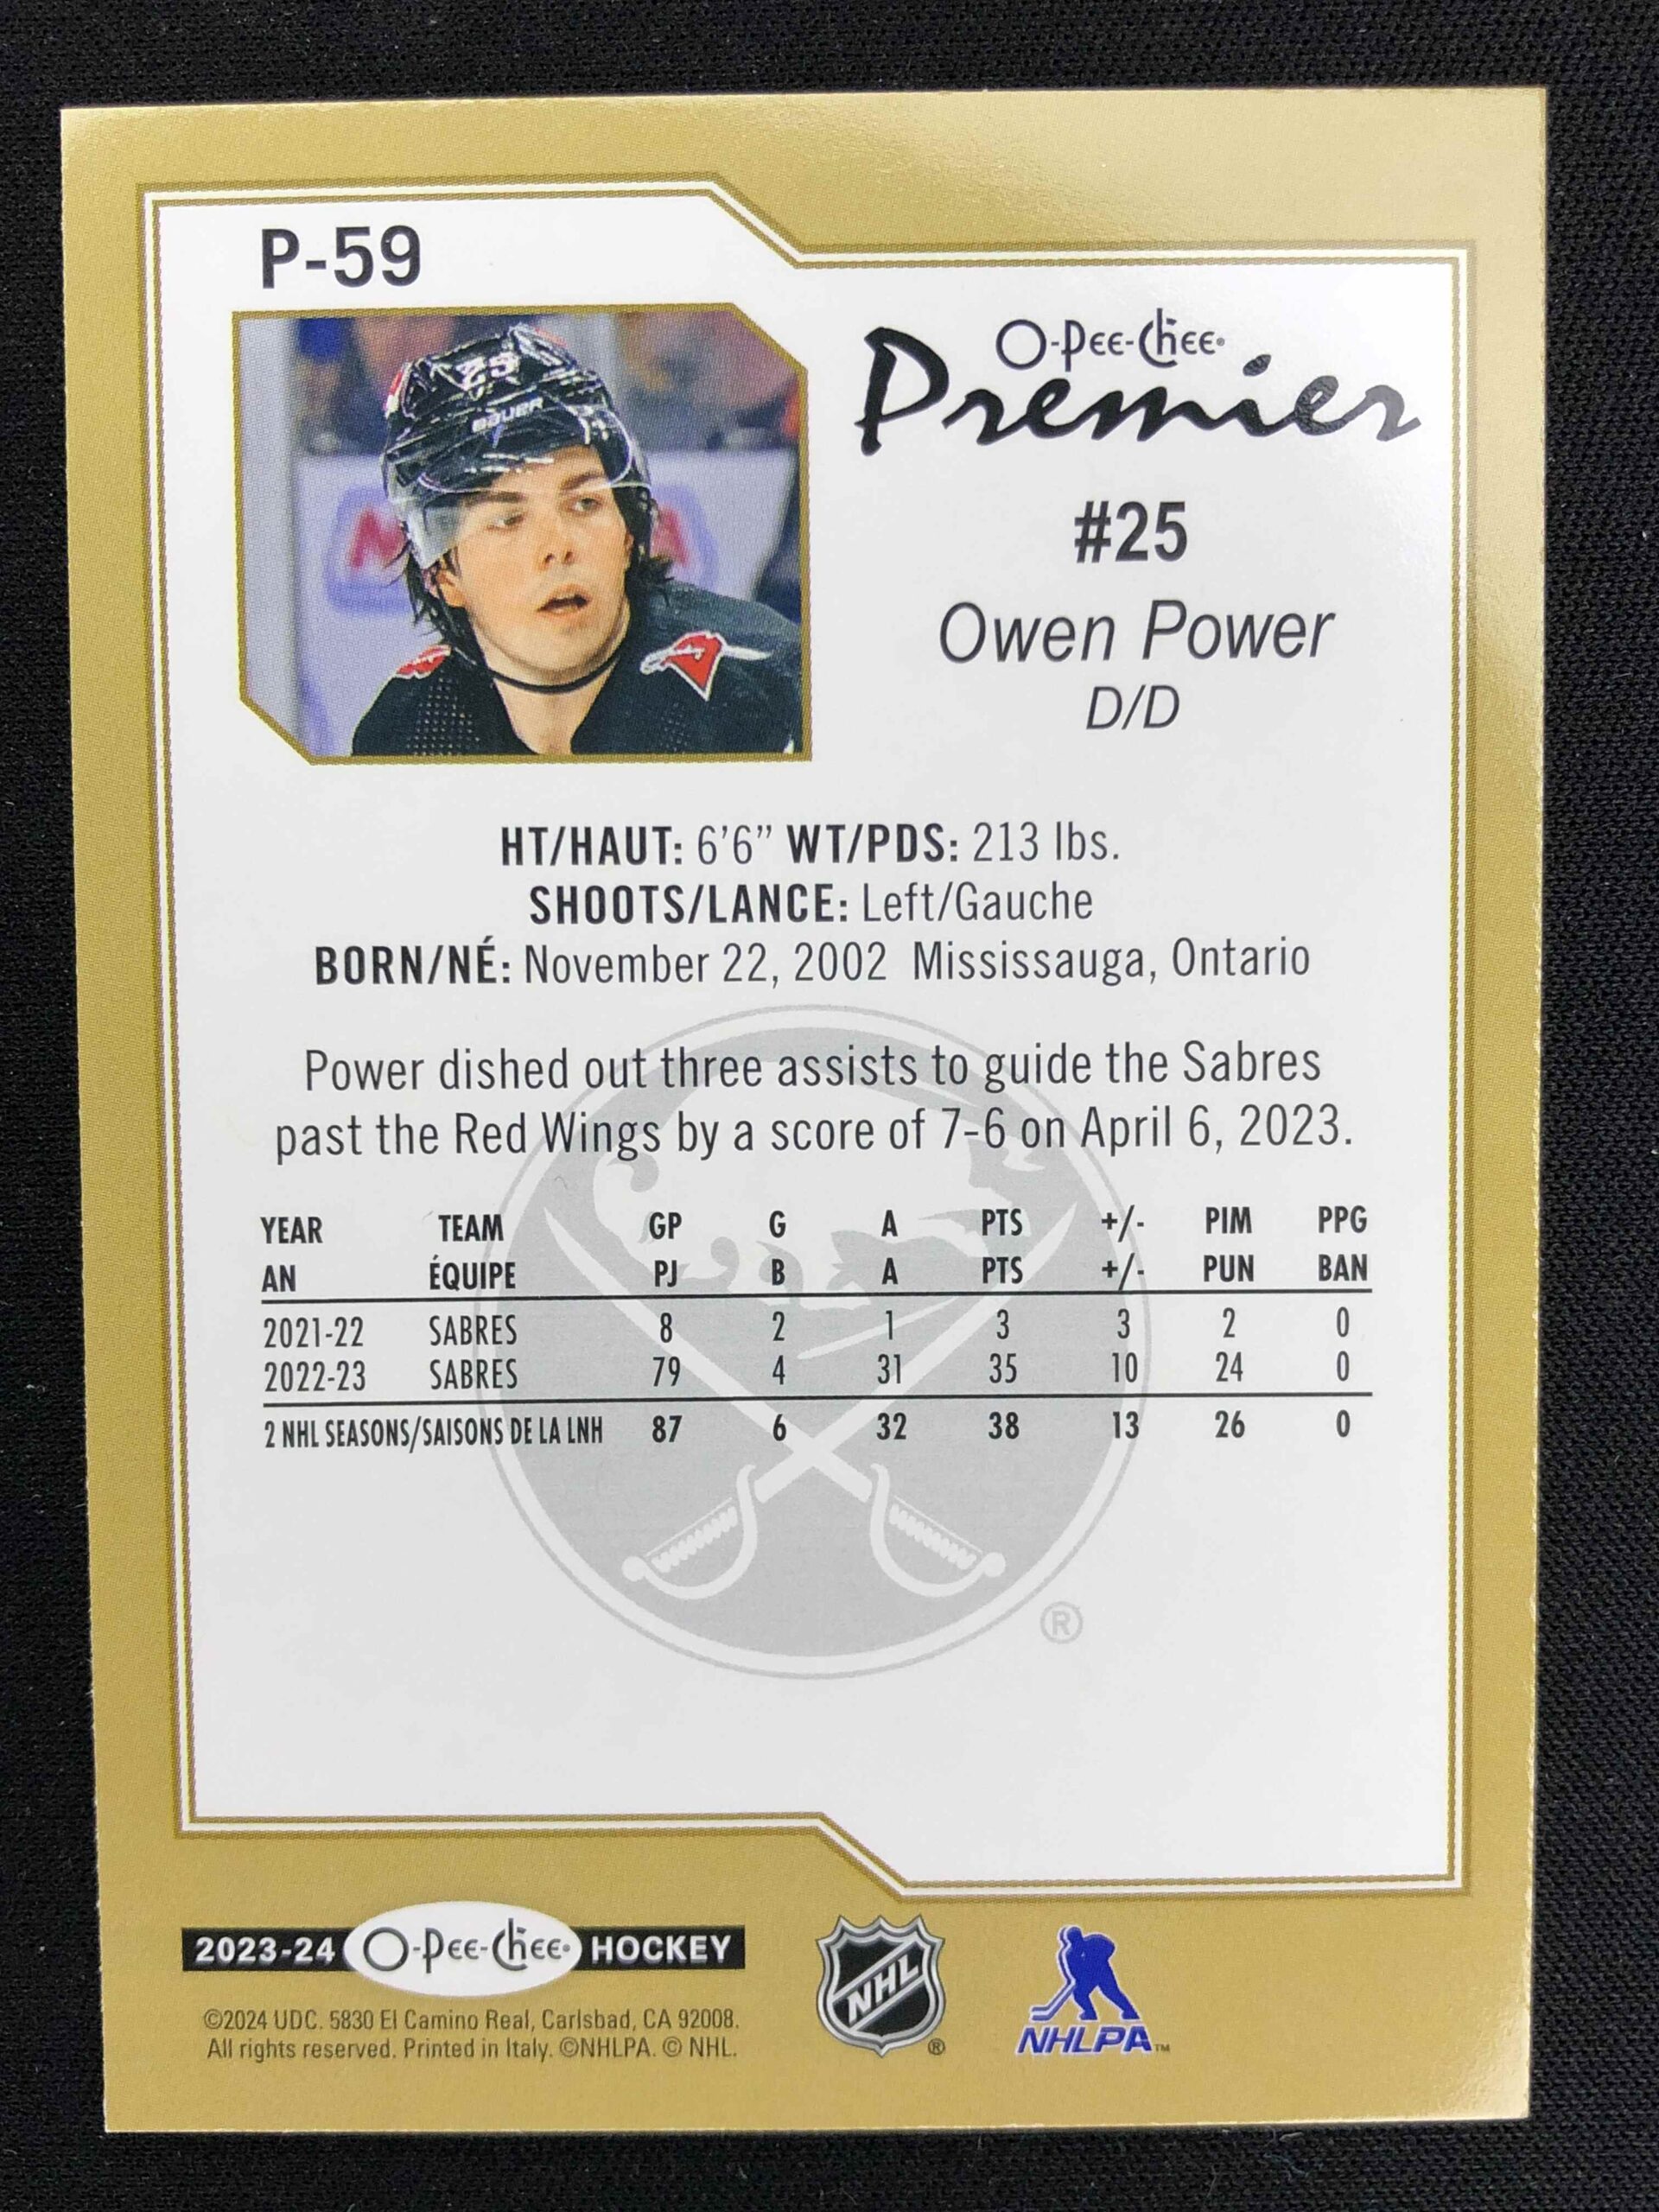 P-59
25
BAUER
O-Pee-Chee
Premier
#25
Owen Power
D/D
HT/HAUT: 6'6” WT/PDS: 213 lbs.
SHOOTS/LANCE: Left/Gauche
BORN/NÉ: November 22, 2002 Mississauga, Ontario
Power dished out three assists to guide the Sabres
past the Red Wings by a score of 7-6 on April 6, 2023.
YEAR TEAM GP G A PTS +/- PIM PPG
AN ÉQUIPE PJ B A PTS +/- PUN BAN
2021-22 SABRES 8 2 1 3 3 2 0
2022-23 SABRES 79 4 31 35 10 24 0
2 NHL SEASONS/SAISONS DE LA LNH 87 6 32 38 13 26 0
®
2023-24 O-Pee-Chee HOCKEY
©2024 UDC. 5830 El Camino Real, Carlsbad, CA 92008.
All rights reserved. Printed in Italy. ©NHLPA. © NHL.
NHL ®
NHLPA™